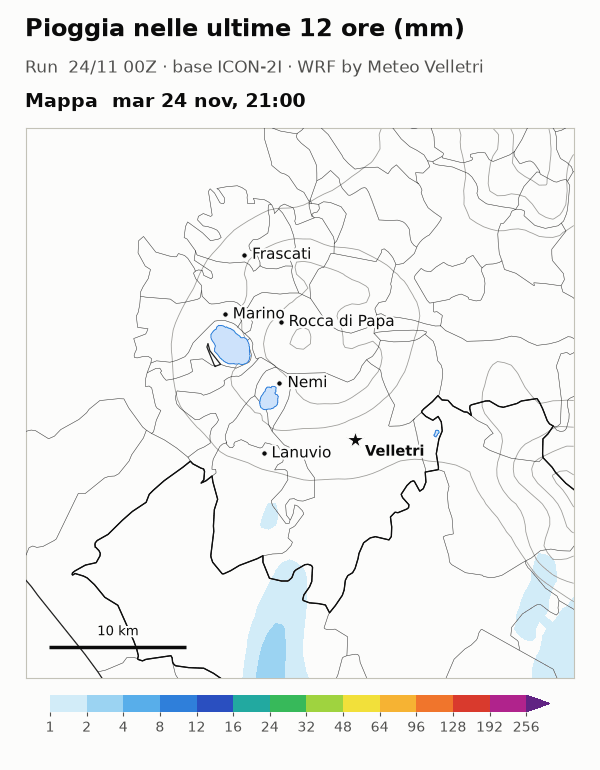 Pioggia nelle ultime 12 ore (mm)
Run  24/11 00Z · base ICON-2I · WRF by Meteo Velletri
Mappa  mar 24 nov, 21:00
Frascati
Marino
Rocca di Papa
Nemi
Velletri
Lanuvio
10 km
1 2 4 8 12 16 24 32 48 64 96 128 192 256